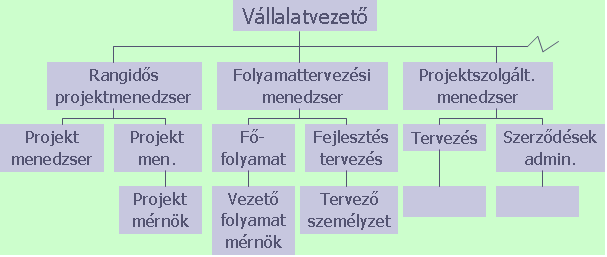 Vállalatvezető
Rangidős
projektmenedzser
Folyamattervezési
menedzser
Projektszolgált.
menedzser
Projekt
menedzser
Projekt
men.
Fő-
folyamat
Fejlesztés
tervezés
Tervezés
Szerződések
admin.
Projekt
mérnök
Vezető
folyamat
mérnök
Tervező
személyzet